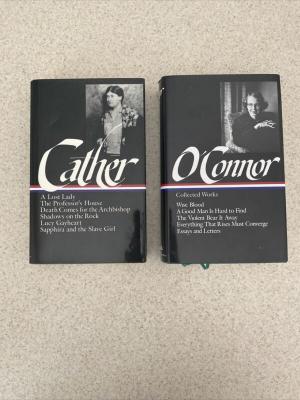 Cather
A Lost Lady
The Professor's House
Death Comes for the Archbishop
Shadows on the Rock
Lucy Gayheart
Sapphira and the Slave Girl
O'Connor
Collected Works
Wise Blood
A Good Man Is Hard to Find
The Violent Bear It Away
Everything That Rises Must Converge
Essays and Letters